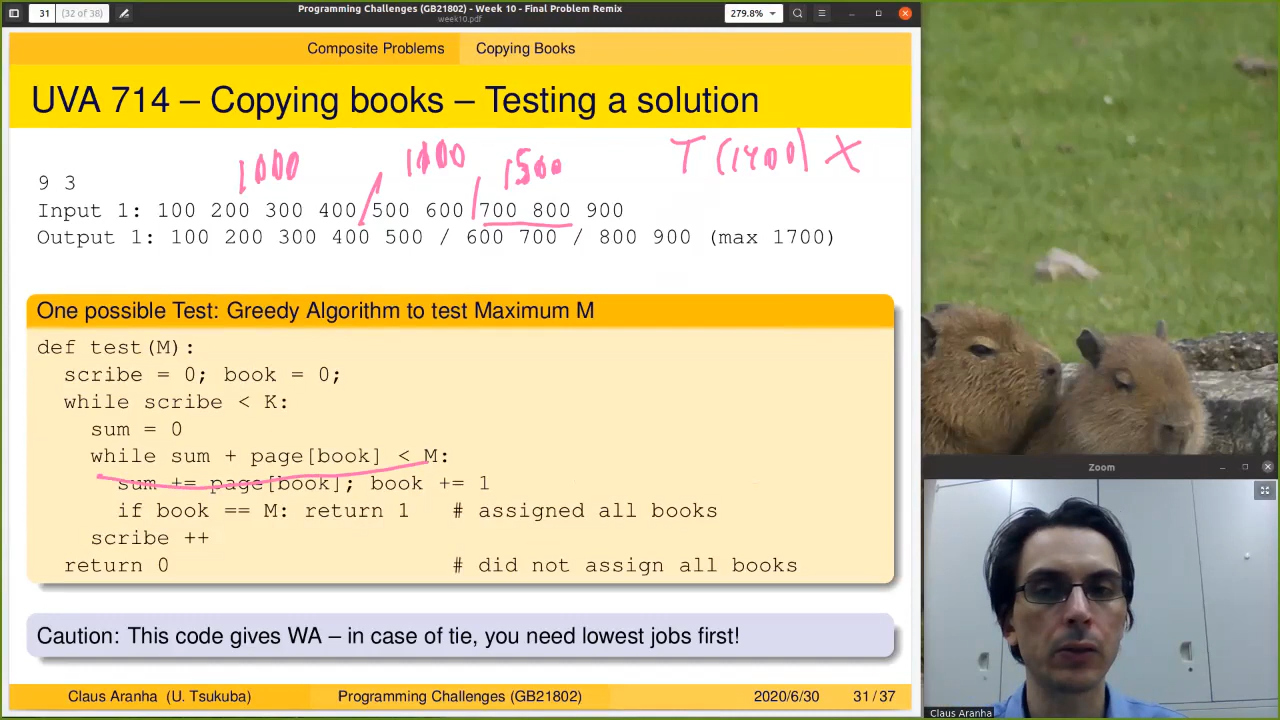 31 (32 of 38) Programming Challenges (GB21802) - Week 10 - Final Problem Remix 279.8%
week10.pdf
Composite Problems Copying Books
UVA 714 – Copying books – Testing a solution
1000 1500
9 3
Input 1: 100 200 300 400 500 600 700 800 900
Output 1: 100 200 300 400 500 / 600 700 / 800 900 (max 1700)
One possible Test: Greedy Algorithm to test Maximum M
def test(M):
scribe = 0; book = 0;
while scribe < K:
sum = 0
while sum + page[book] < M:
sum += page[book]; book += 1
if book == M: return 1 # assigned all books
scribe ++
return 0 # did not assign all books
Caution: This code gives WA – in case of tie, you need lowest jobs first!
Claus Aranha (U. Tsukuba) Programming Challenges (GB21802) 2020/6/30 31 / 37
Zoom
Claus Aranha